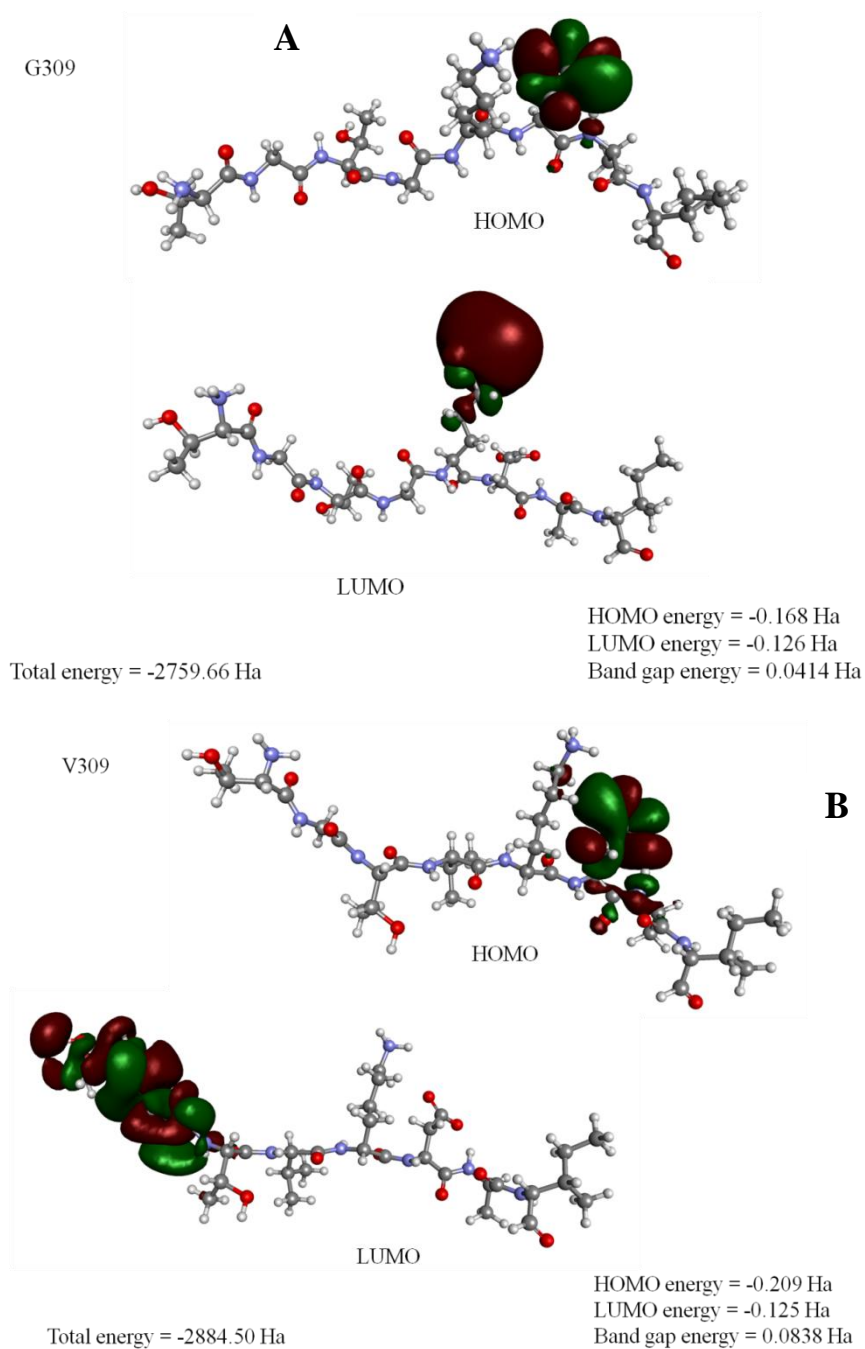 A
G309
HOMO
LUMO
HOMO energy = -0.168 Ha
LUMO energy = -0.126 Ha
Total energy = -2759.66 Ha
Band gap energy = 0.0414 Ha
V309
B
HOMO
LUMO
HOMO energy = -0.209 Ha
LUMO energy = -0.125 Ha
Total energy = -2884.50 Ha
Band gap energy = 0.0838 Ha